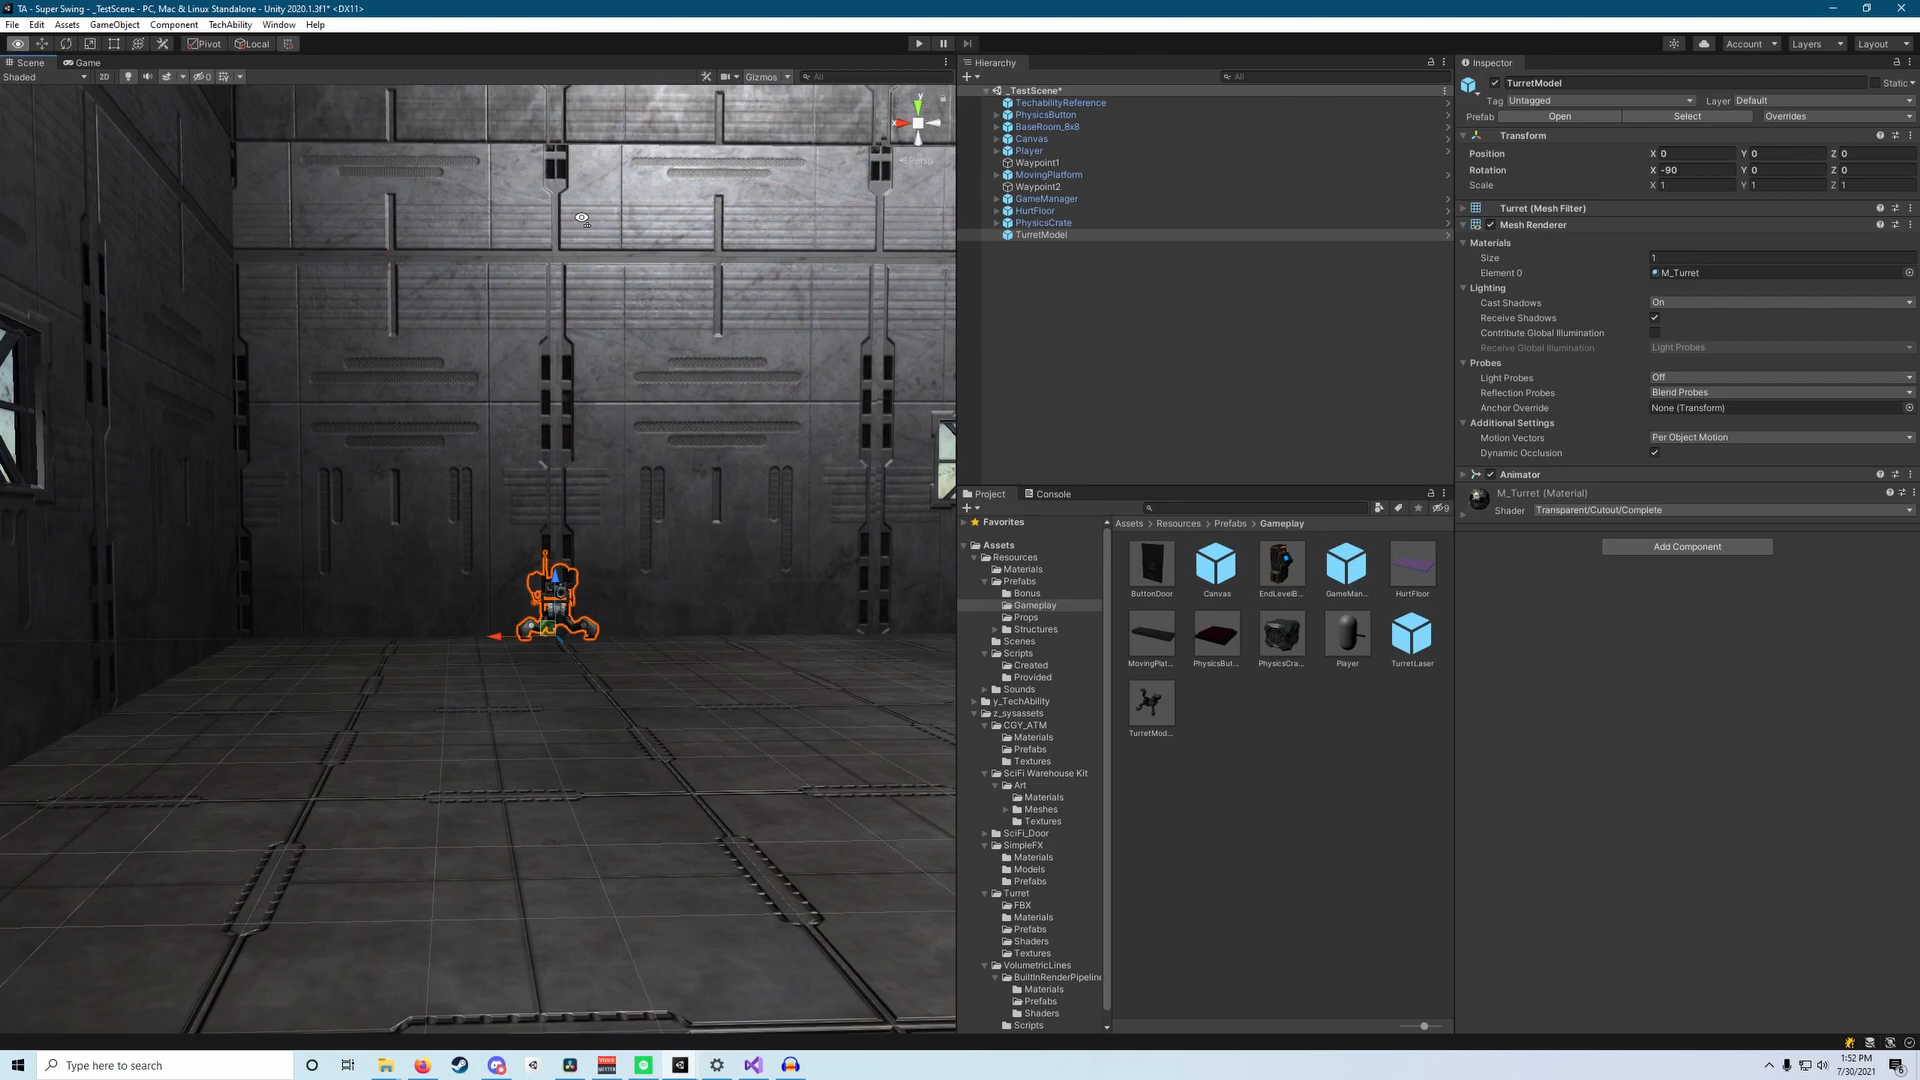 TA - Super Swing - _TestScene - PC, Mac & Linux Standalone - Unity 2020.1.3f1* <DX11>
File Edit Assets GameObject Component TechAbility Window Help
Pivot Local
Account Layers Layout
Scene Game
Shaded 2D 0 Gizmos All
y
x
Persp
Hierarchy
All
_TestScene*
TechabilityReference
PhysicsButton
BaseRoom_8x8
Canvas
Player
Waypoint1
MovingPlatform
Waypoint2
GameManager
HurtFloor
PhysicsCrate
TurretModel
Project Console
9
Favorites
Assets
Resources
Materials
Prefabs
Bonus
Gameplay
Props
Structures
Scenes
Scripts
Created
Provided
Sounds
y_TechAbility
z_sysassets
CGY_ATM
Materials
Prefabs
Textures
SciFi Warehouse Kit
Art
Materials
Meshes
Textures
SciFi_Door
SimpleFX
Materials
Models
Prefabs
Turret
FBX
Materials
Prefabs
Shaders
Textures
VolumetricLines
BuiltInRenderPipeline
Materials
Prefabs
Shaders
Scripts
Assets > Resources > Prefabs > Gameplay
ButtonDoor Canvas EndLevelB... GameMan... HurtFloor
MovingPlat... PhysicsBut... PhysicsCra... Player TurretLaser
TurretMod...
Inspector
TurretModel Static
Tag Untagged Layer Default
Prefab Open Select Overrides
Transform
Position X 0 Y 0 Z 0
Rotation X -90 Y 0 Z 0
Scale X 1 Y 1 Z 1
Turret (Mesh Filter)
Mesh Renderer
Materials
Size 1
Element 0 M_Turret
Lighting
Cast Shadows On
Receive Shadows
Contribute Global Illumination
Receive Global Illumination Light Probes
Probes
Light Probes Off
Reflection Probes Blend Probes
Anchor Override None (Transform)
Additional Settings
Motion Vectors Per Object Motion
Dynamic Occlusion
Animator
M_Turret (Material)
Shader Transparent/Cutout/Complete
Add Component
Type here to search
1:52 PM
7/30/2021